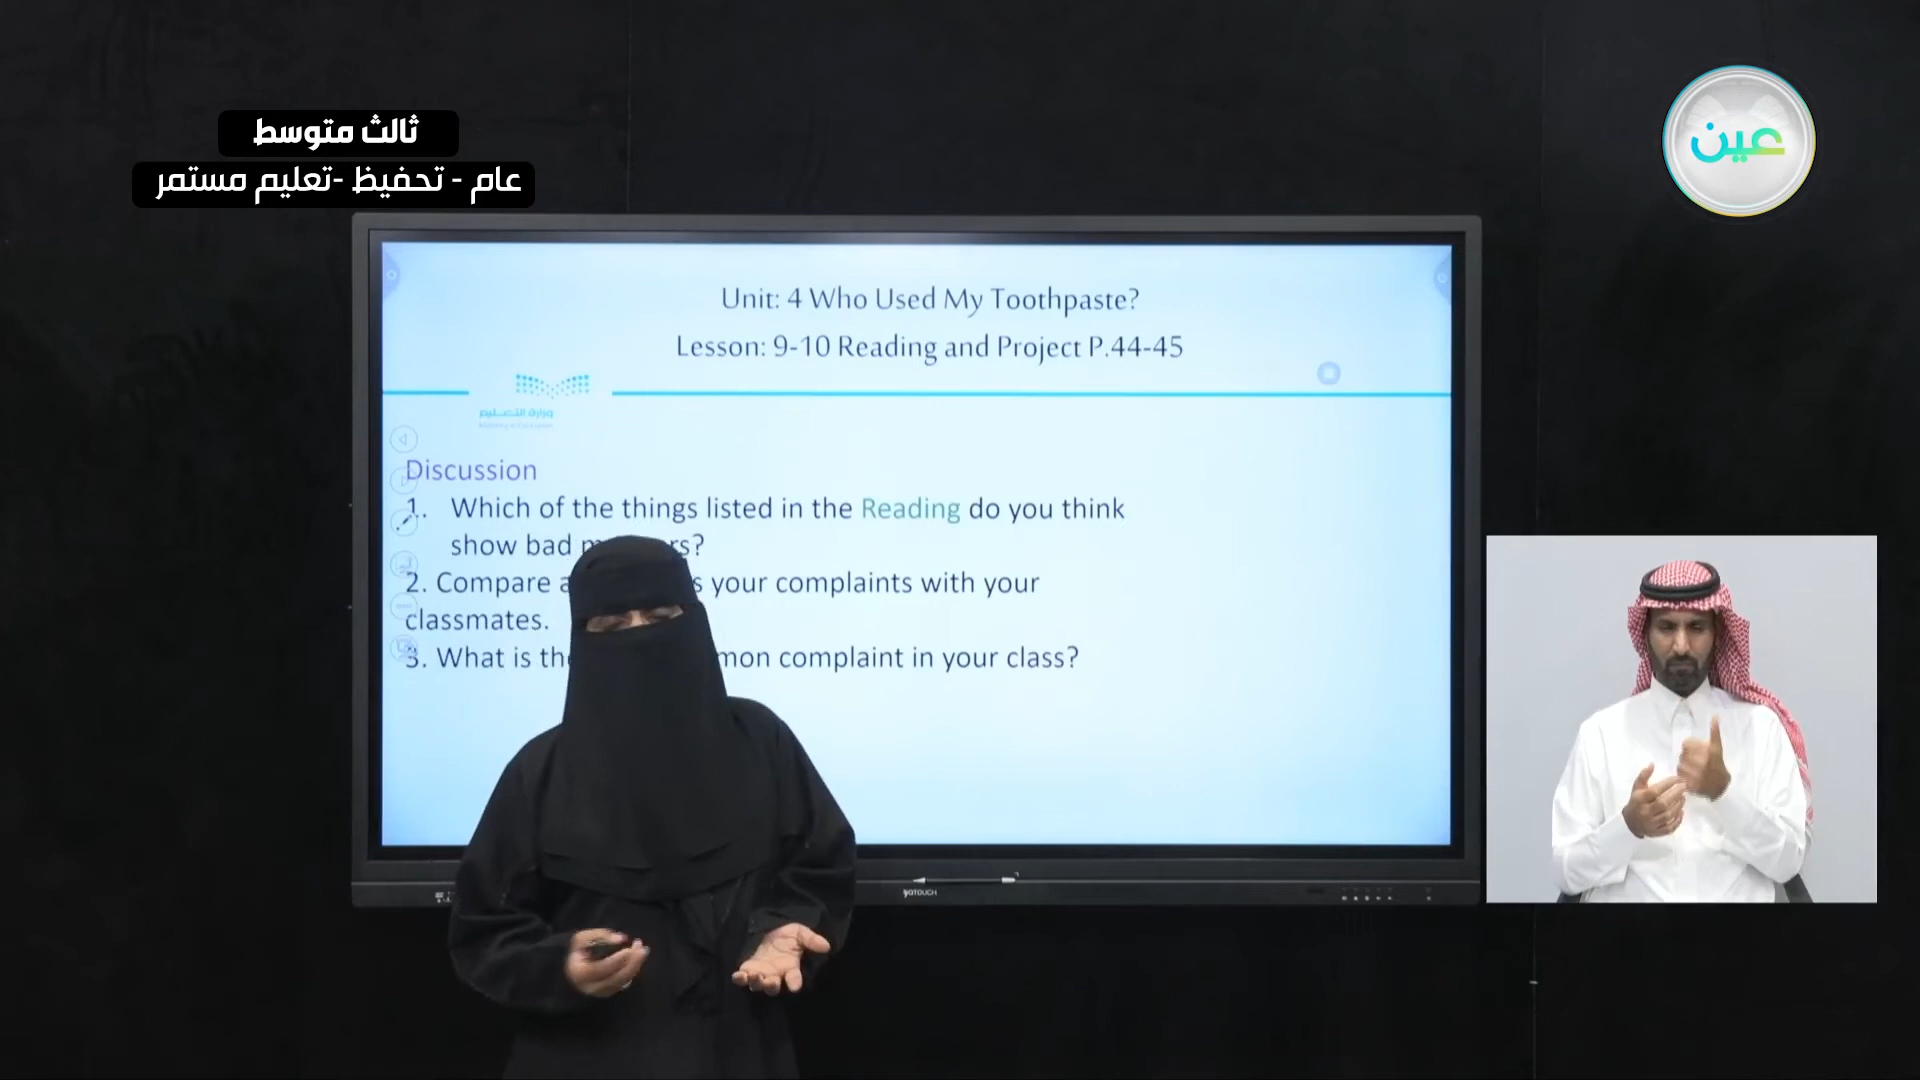 ثالث متوسط
عام - تحفيظ -تعليم مستمر
عين
Unit: 4 Who Used My Toothpaste?
Lesson: 9-10 Reading and Project P.44-45
وزارة التعليم
Discussion
1. Which of the things listed in the Reading do you think
show bad
2. Compare your complaints with your
classmates.
3. What is complaint in your class?